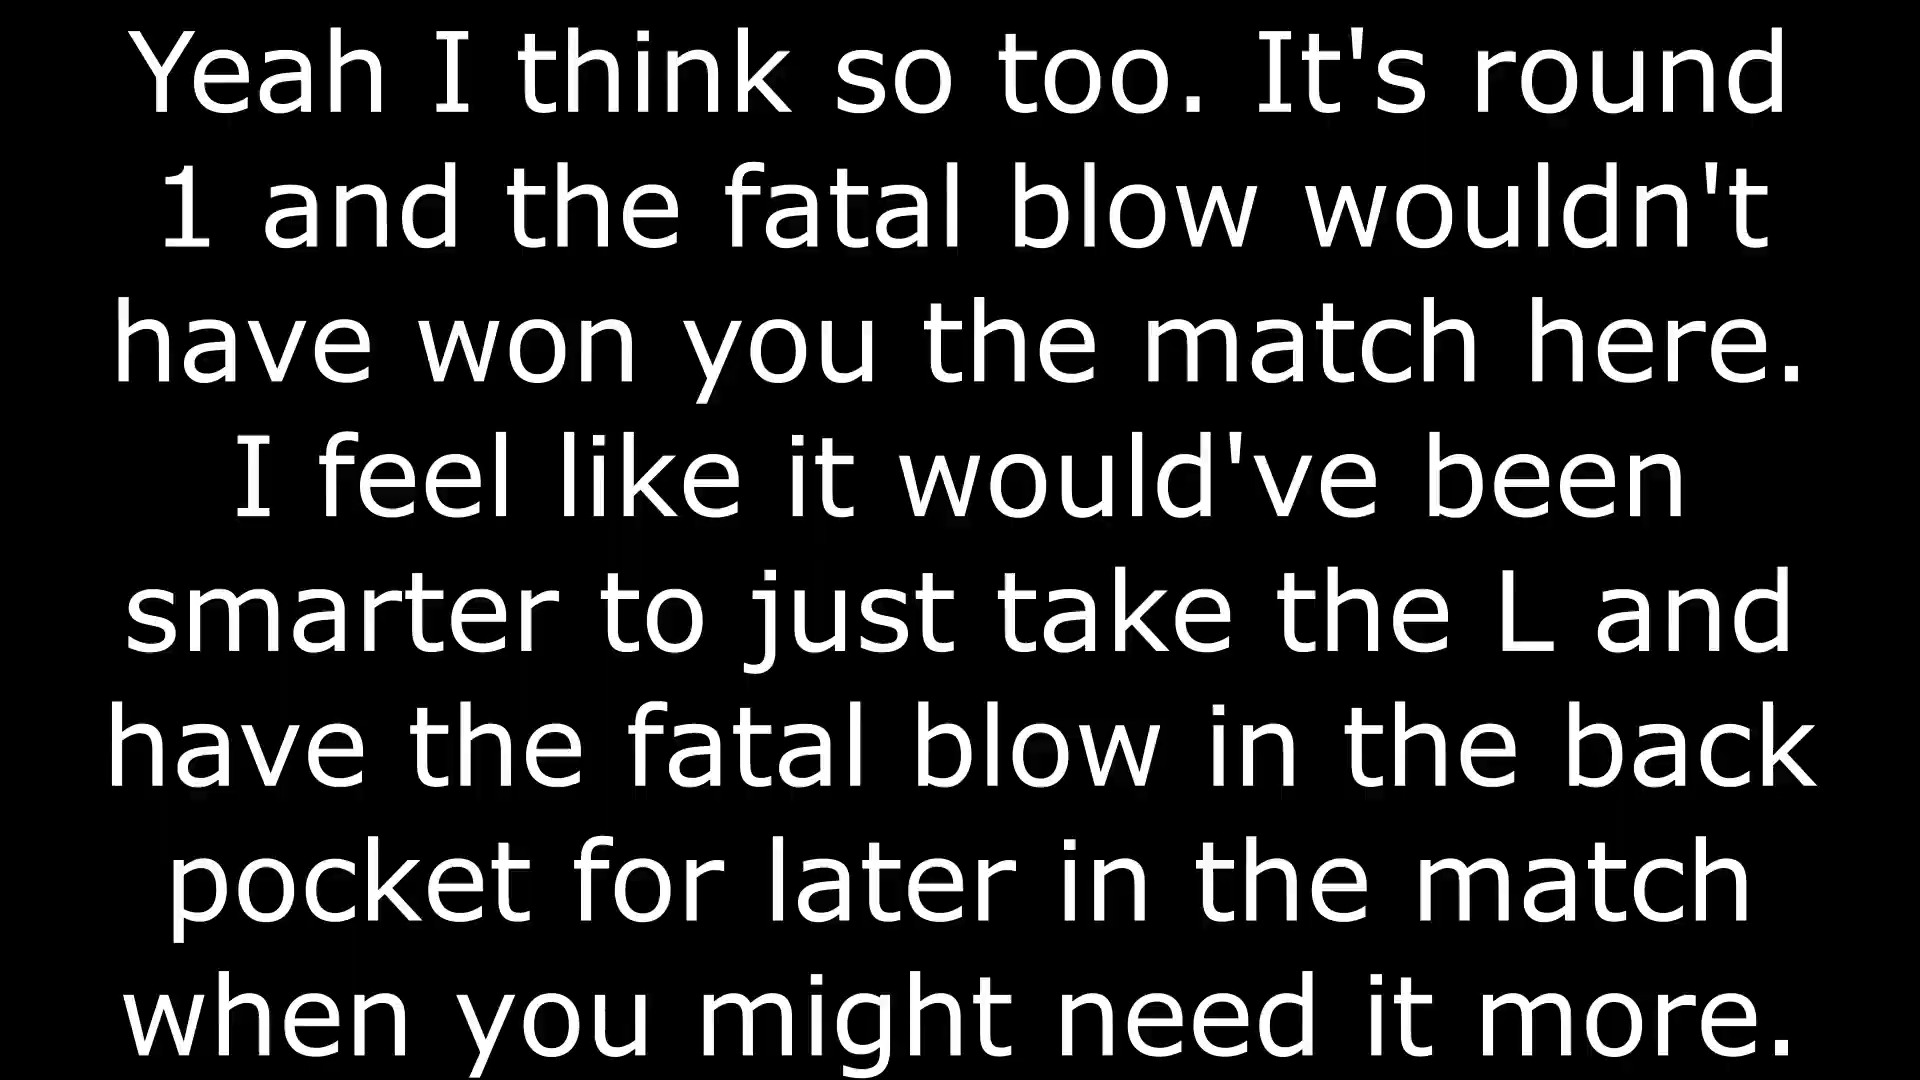 Yeah I think so too. It's round
1 and the fatal blow wouldn't
have won you the match here.
I feel like it would've been
smarter to just take the L and
have the fatal blow in the back
pocket for later in the match
when you might need it more.